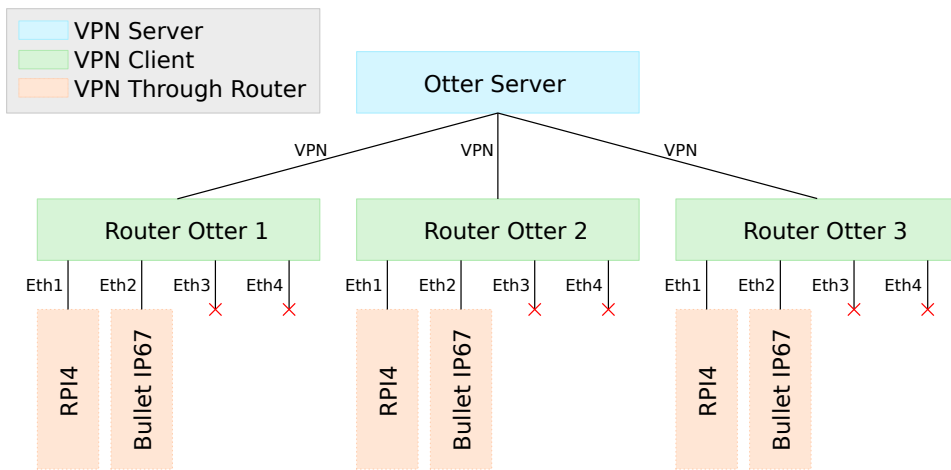 VPN Server
VPN Client
VPN Through Router
Otter Server
VPN
VPN
VPN
Router Otter 1
Router Otter 2
Router Otter 3
Eth1
Eth2
Eth3
Eth4
Eth1
Eth2
Eth3
Eth4
Eth1
Eth2
Eth3
Eth4
RPI4
Bullet IP67
RPI4
Bullet IP67
RPI4
Bullet IP67